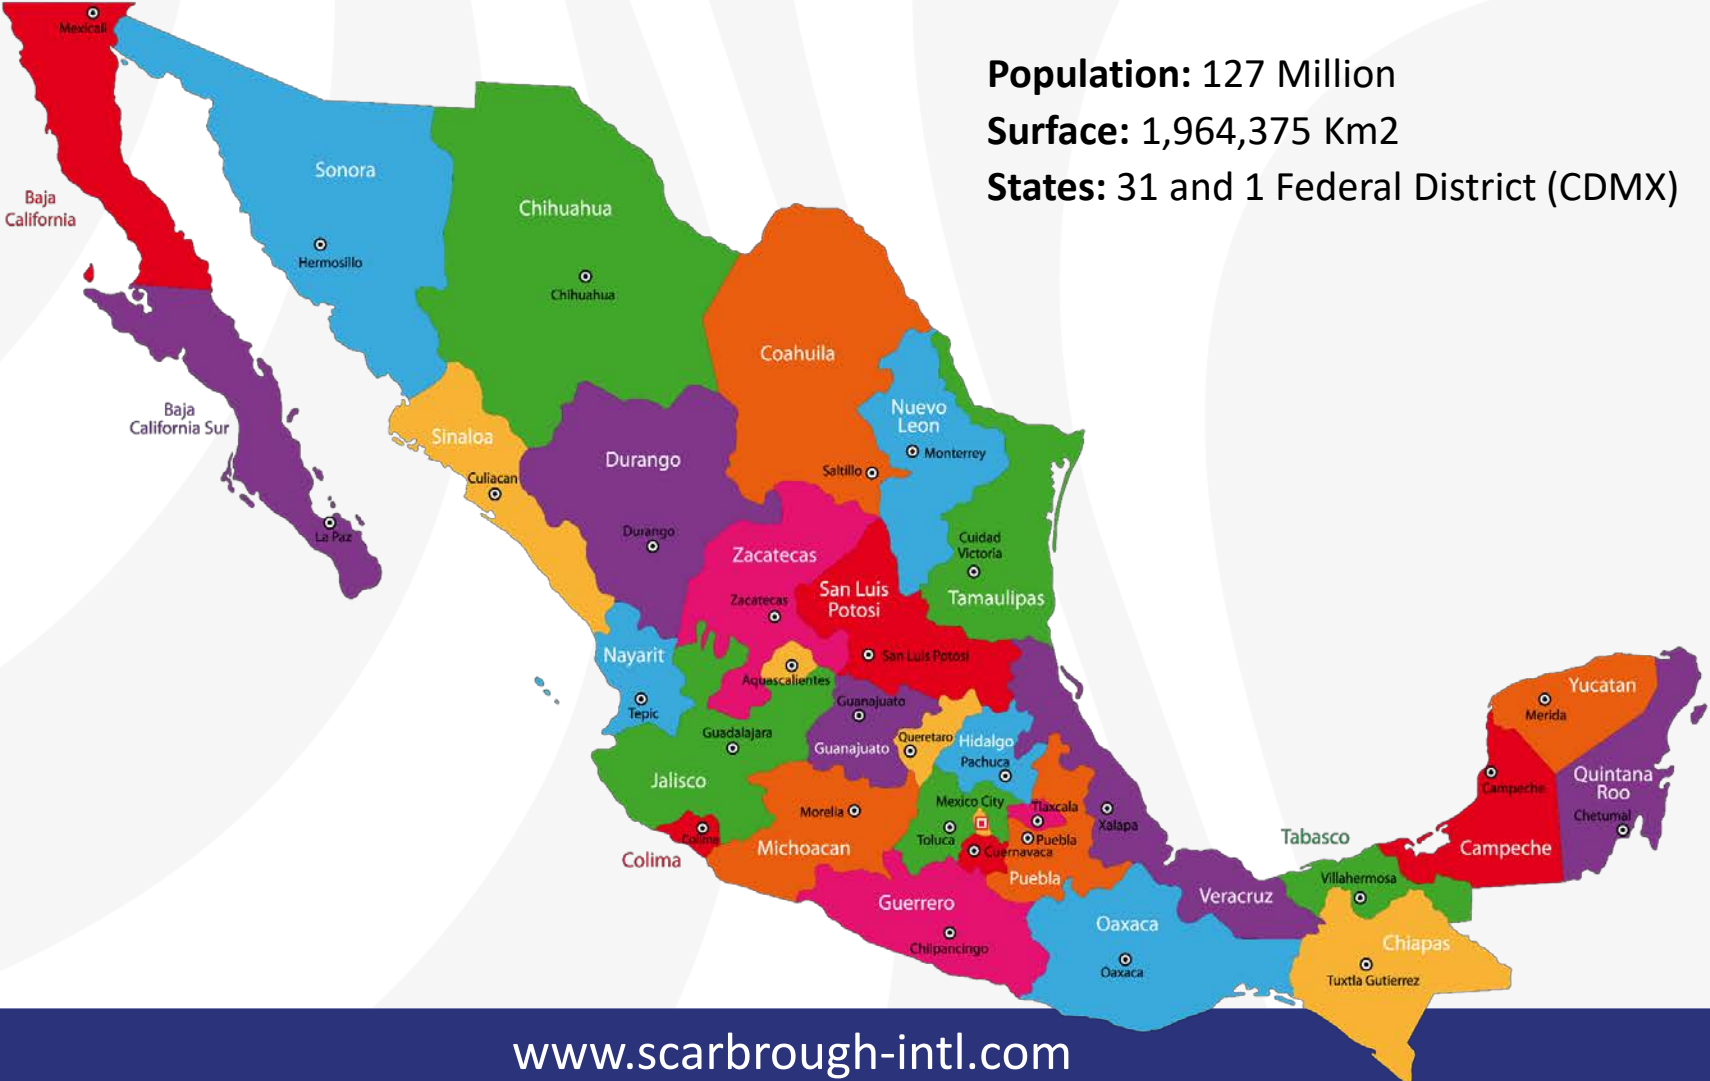 Population: 127 Million
Surface: 1,964,375 Km2
States: 31 and 1 Federal District (CDMX)
Mexicali
Baja
California
Sonora
Hermosillo
Chihuahua
Chihuahua
Coahuila
Saltillo
Nuevo
Leon
Monterrey
Baja
California Sur
La Paz
Sinaloa
Culiacan
Durango
Durango
Zacatecas
Zacatecas
San Luis
Potosi
San Luis Potosi
Cuidad
Victoria
Tamaulipas
Nayarit
Tepic
Aquascalientes
Guanajuato
Guanajuato
Guadalajara
Jalisco
Queretaro
Hidalgo
Pachuca
Colima
Colima
Morelia
Michoacan
Mexico City
Toluca
Tlaxcala
Puebla
Cuernavaca
Puebla
Xalapa
Guerrero
Chilpancingo
Oaxaca
Oaxaca
Veracruz
Tabasco
Villahermosa
Chiapas
Tuxtla Gutierrez
Yucatan
Merida
Campeche
Campeche
Quintana
Roo
Chetumal
www.scarbrough-intl.com